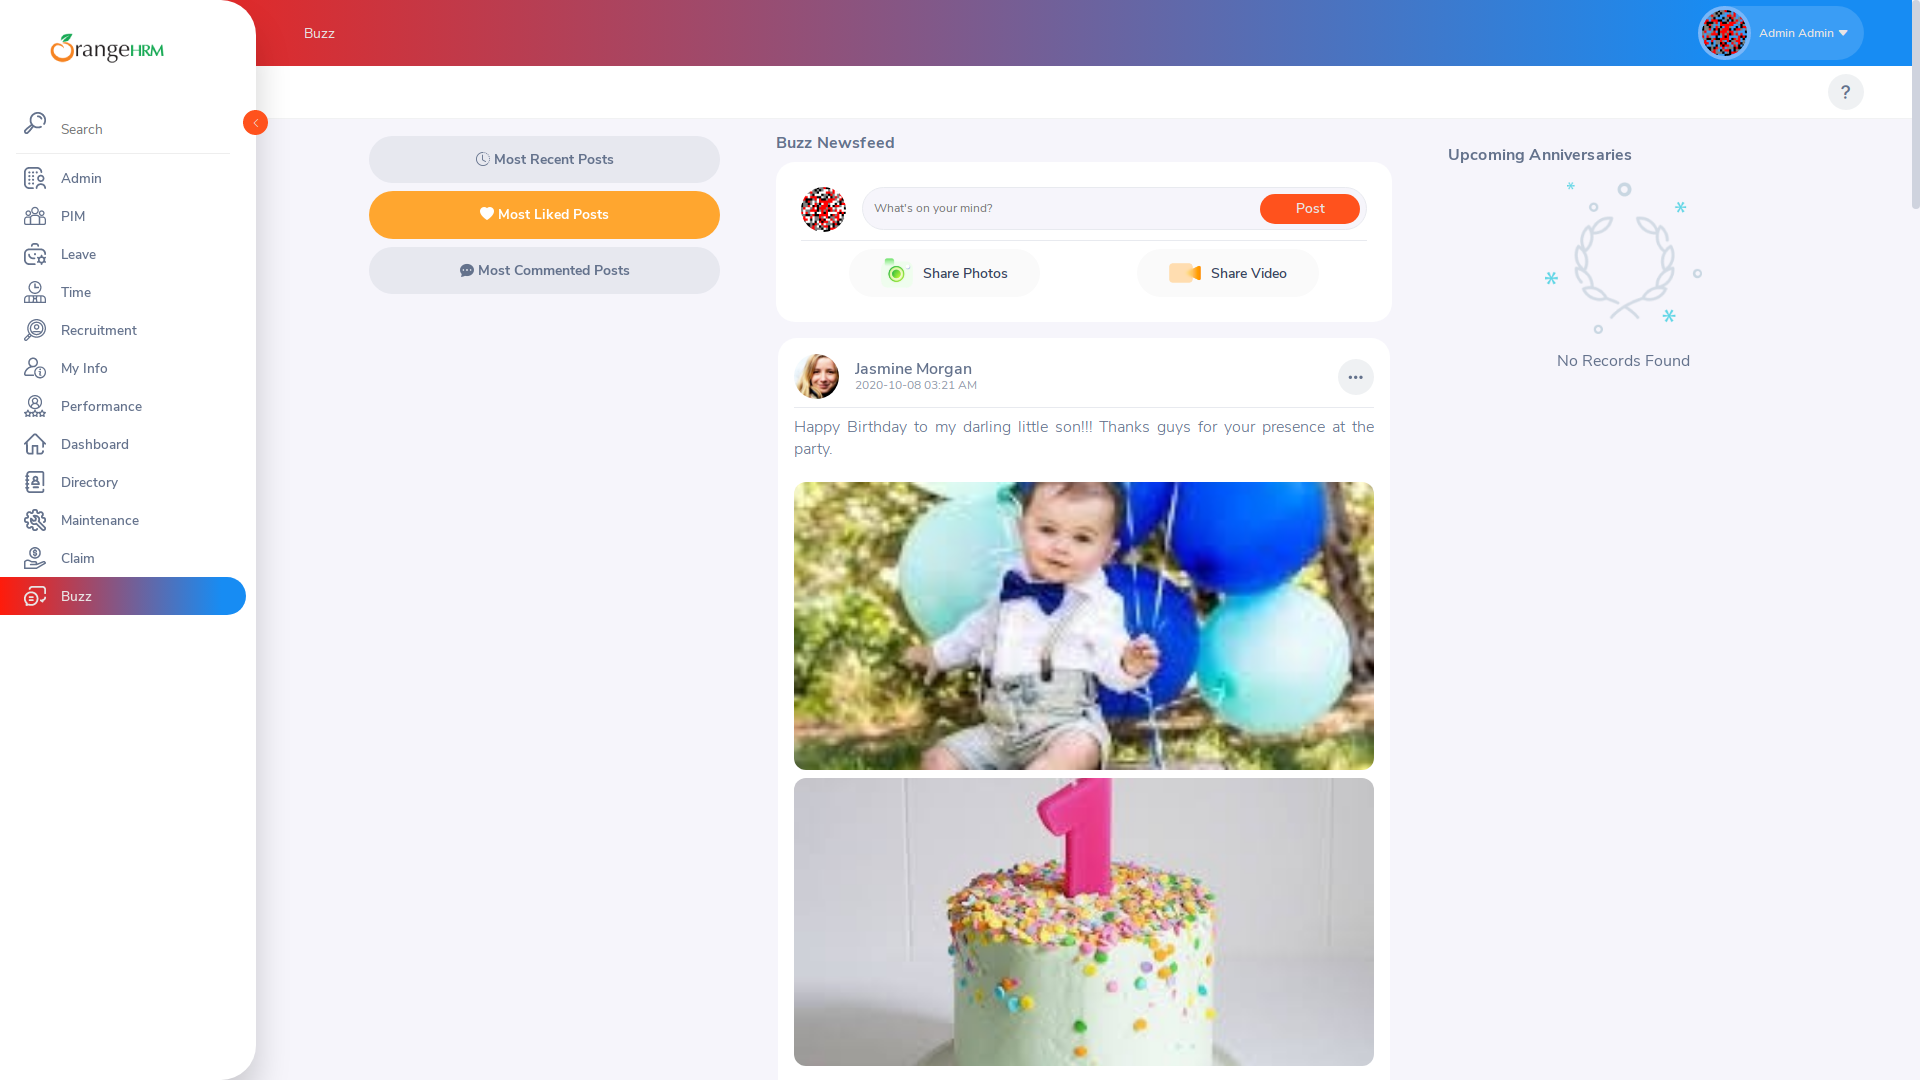 OrangeHRM
Search
Admin
PIM
Leave
Time
Recruitment
My Info
Performance
Dashboard
Directory
Maintenance
Claim
Buzz
Buzz
Admin Admin
?
Most Recent Posts
Most Liked Posts
Most Commented Posts
Buzz Newsfeed
What's on your mind?
Post
Share Photos
Share Video
Jasmine Morgan
2020-10-08 03:21 AM
Happy Birthday to my darling little son!!! Thanks guys for your presence at the
party.
1
Upcoming Anniversaries
No Records Found